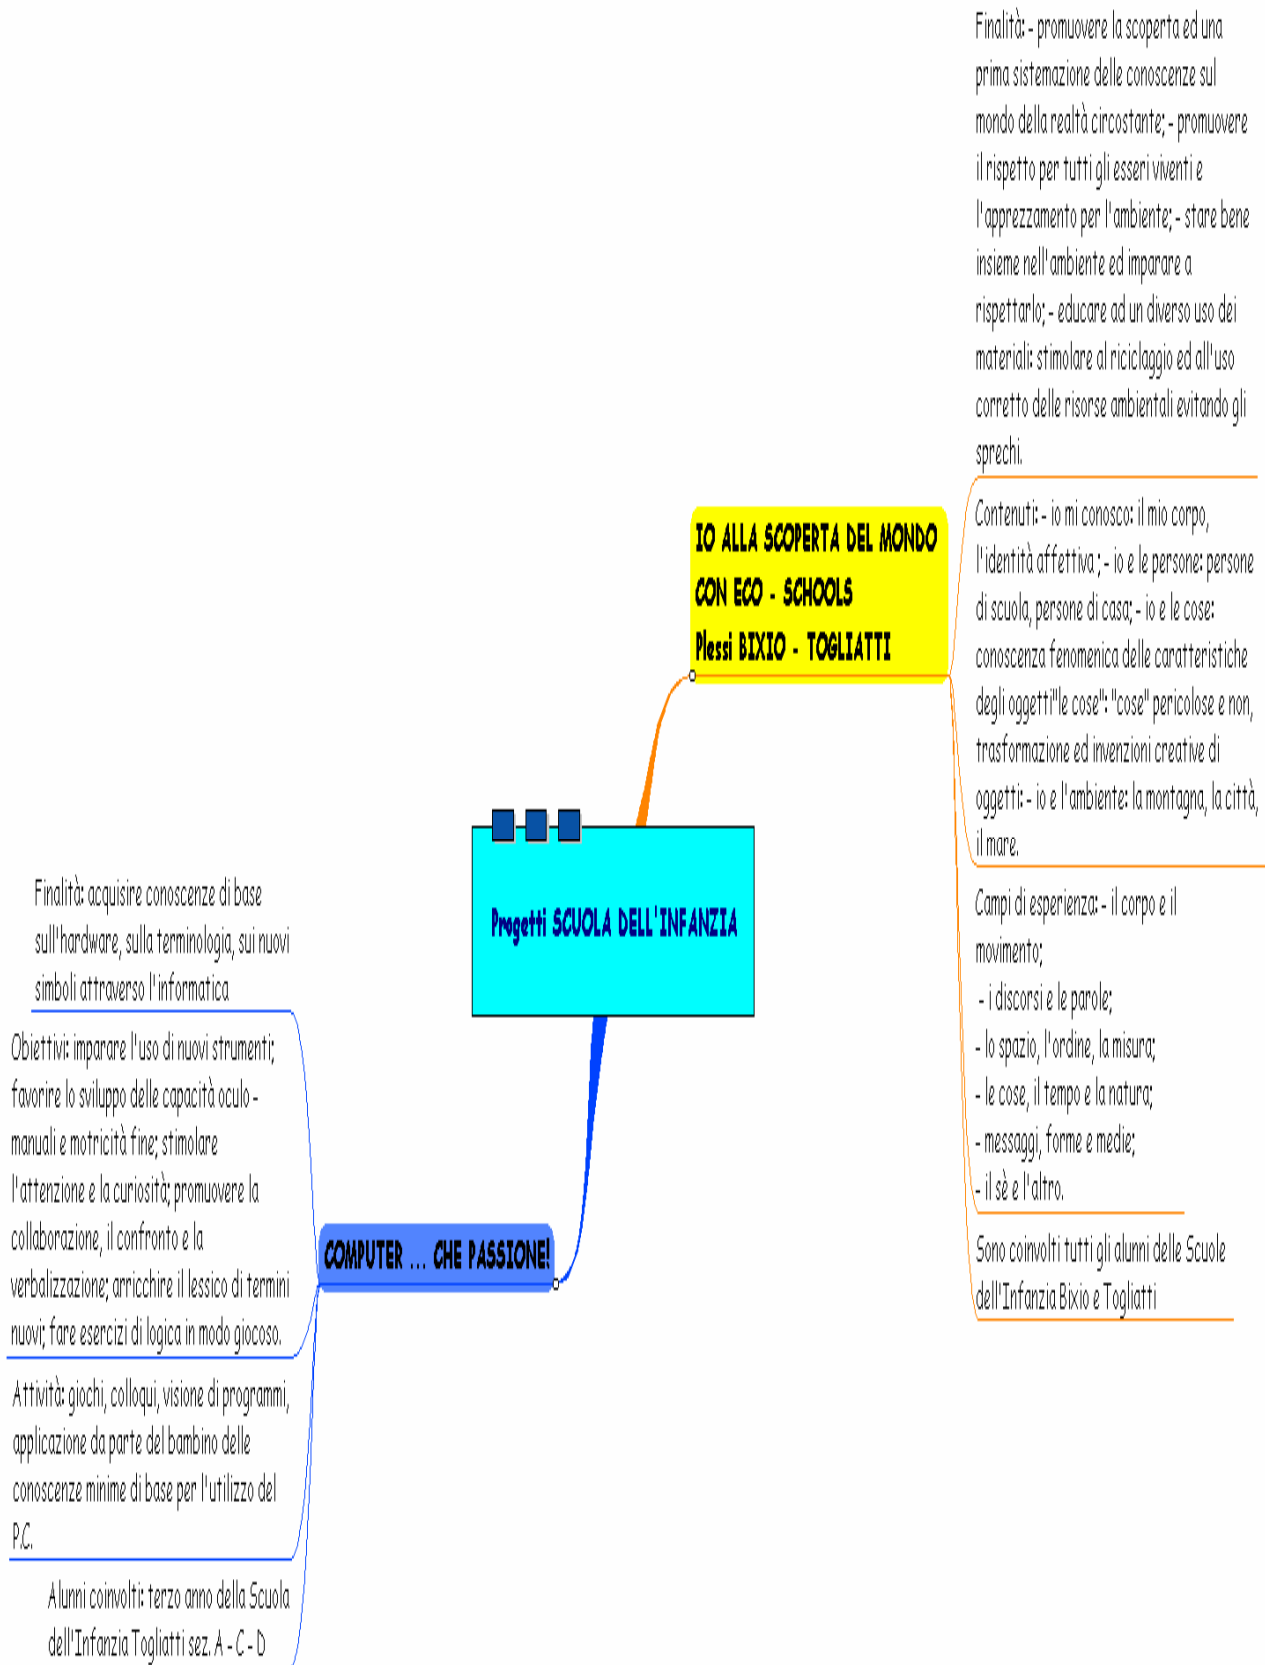 Progetti SCUOLA DELL'INFANZIA
IO ALLA SCOPERTA DEL MONDO
CON ECO - SCHOOLS
Plessi BIXIO - TOGLIATTI
Finalità: - promuovere la scoperta ed una
prima sistemazione delle conoscenze sul
mondo della realtà circostante; - promuovere
il rispetto per tutti gli esseri viventi e
l'apprezzamento per l'ambiente; - stare bene
insieme nell'ambiente ed imparare a
rispettarlo; - educare ad un diverso uso dei
materiali: stimolare al riciclaggio ed all'uso
corretto delle risorse ambientali evitando gli
sprechi.
Contenuti: - io mi conosco: il mio corpo,
l'identità affettiva ; - io e le persone: persone
di scuola, persone di casa; - io e le cose:
conoscenza fenomenica delle caratteristiche
degli oggetti"le cose": "cose" pericolose e non,
trasformazione ed invenzioni creative di
oggetti: - io e l'ambiente: la montagna, la città,
il mare.
Campi di esperienza: - il corpo e il
movimento;
- i discorsi e le parole;
- lo spazio, l'ordine, la misura;
- le cose, il tempo e la natura;
- messaggi, forme e medie;
- il sè e l'altro.
Sono coinvolti tutti gli alunni delle Scuole
dell'Infanzia Bixio e Togliatti
COMPUTER ... CHE PASSIONE!
Finalità: acquisire conoscenze di base
sull'hardware, sulla terminologia, sui nuovi
simboli attraverso l'informatica
Obiettivi: imparare l'uso di nuovi strumenti;
favorire lo sviluppo delle capacità oculo -
manuali e motricità fine; stimolare
l'attenzione e la curiosità; promuovere la
collaborazione, il confronto e la
verbalizzazione; arricchire il lessico di termini
nuovi; fare esercizi di logica in modo giocoso.
Attività: giochi, colloqui, visione di programmi,
applicazione da parte del bambino delle
conoscenze minime di base per l'utilizzo del
P.C.
Alunni coinvolti: terzo anno della Scuola
dell'Infanzia Togliatti sez. A - C - D